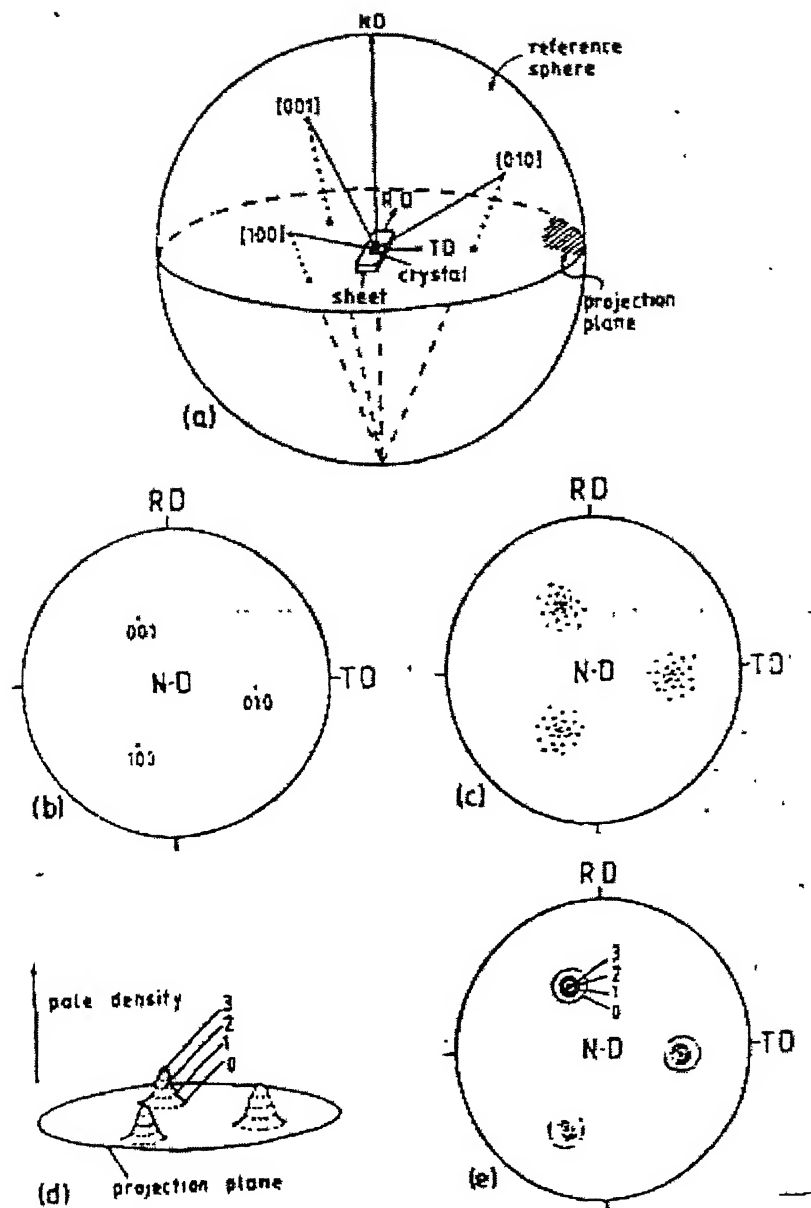 ND
reference
sphere
[001]
[010]
RD
[100]
TD
crystal
sheet
projection
plane
(a)
RD
001
N-D
TD
010
100
(b)
RD
N-D
TD
(c)
pole density
3
2
1
0
projection plane
(d)
RD
3
2
1
0
N-D
TD
(e)